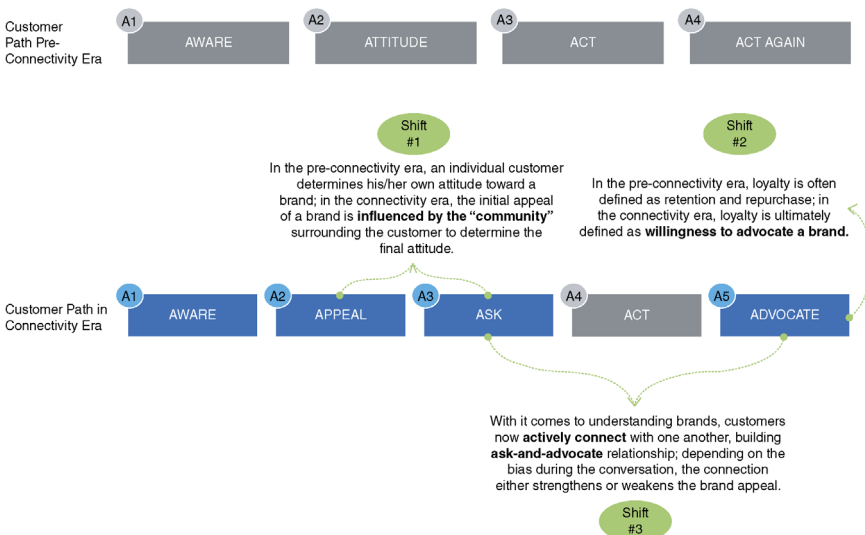 Customer
Path Pre-
Connectivity Era
A1
AWARE
A2
ATTITUDE
A3
ACT
A4
ACT AGAIN
Shift
#1
In the pre-connectivity era, an individual customer
determines his/her own attitude toward a
brand; in the connectivity era, the initial appeal
of a brand is influenced by the “community”
surrounding the customer to determine the
final attitude.
Shift
#2
In the pre-connectivity era, loyalty is often
defined as retention and repurchase; in
the connectivity era, loyalty is ultimately
defined as willingness to advocate a brand.
Customer Path in
Connectivity Era
A1
AWARE
A2
APPEAL
A3
ASK
A4
ACT
A5
ADVOCATE
With it comes to understanding brands, customers
now actively connect with one another, building
ask-and-advocate relationship; depending on the
bias during the conversation, the connection
either strengthens or weakens the brand appeal.
Shift
#3